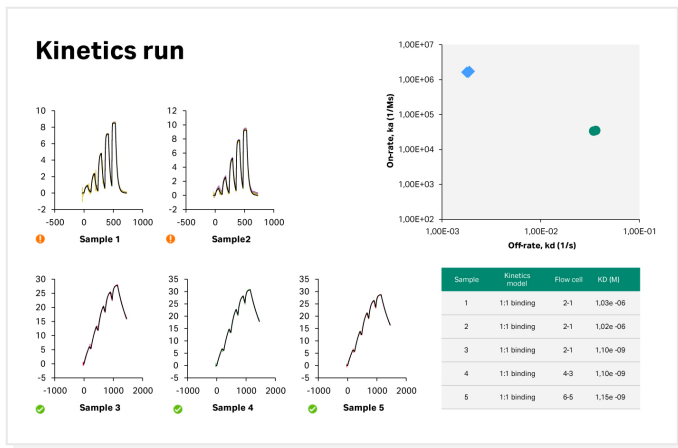 Kinetics run
10
8
6
4
2
0
-2
-500 0 500 1000
Sample 1
12
10
8
6
4
2
0
-2
-500 0 500 1000
Sample2
30
25
20
15
10
5
0
-5
-1000 0 1000 2000
Sample 3
35
30
25
20
15
10
5
0
-5
-1000 0 1000 2000
Sample 4
35
30
25
20
15
10
5
0
-5
-1000 0 1000 2000
Sample 5
On-rate, ka (1/Ms)
1,00E+07
1,00E+06
1,00E+05
1,00E+04
1,00E+03
1,00E+02
1,00E-03 1,00E-02 1,00E-01
Off-rate, kd (1/s)
Sample Kinetics model Flow cell KD (M)
1 1:1 binding 2-1 1,03e -06
2 1:1 binding 2-1 1,02e -06
3 1:1 binding 2-1 1,10e -09
4 1:1 binding 4-3 1,10e -09
5 1:1 binding 6-5 1,15e -09